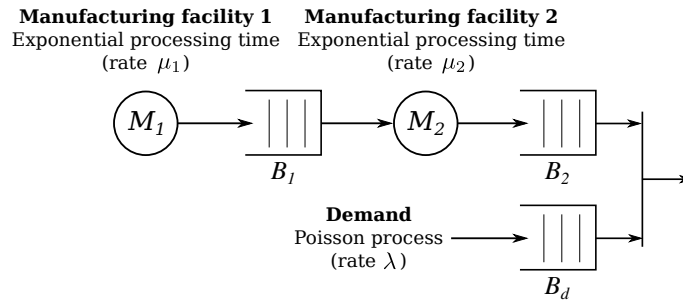 Manufacturing facility 1
Exponential processing time
(rate μ₁)
Manufacturing facility 2
Exponential processing time
(rate μ₂)
M₁
M₂
B₁
B₂
Demand
Poisson process
(rate λ)
B_d